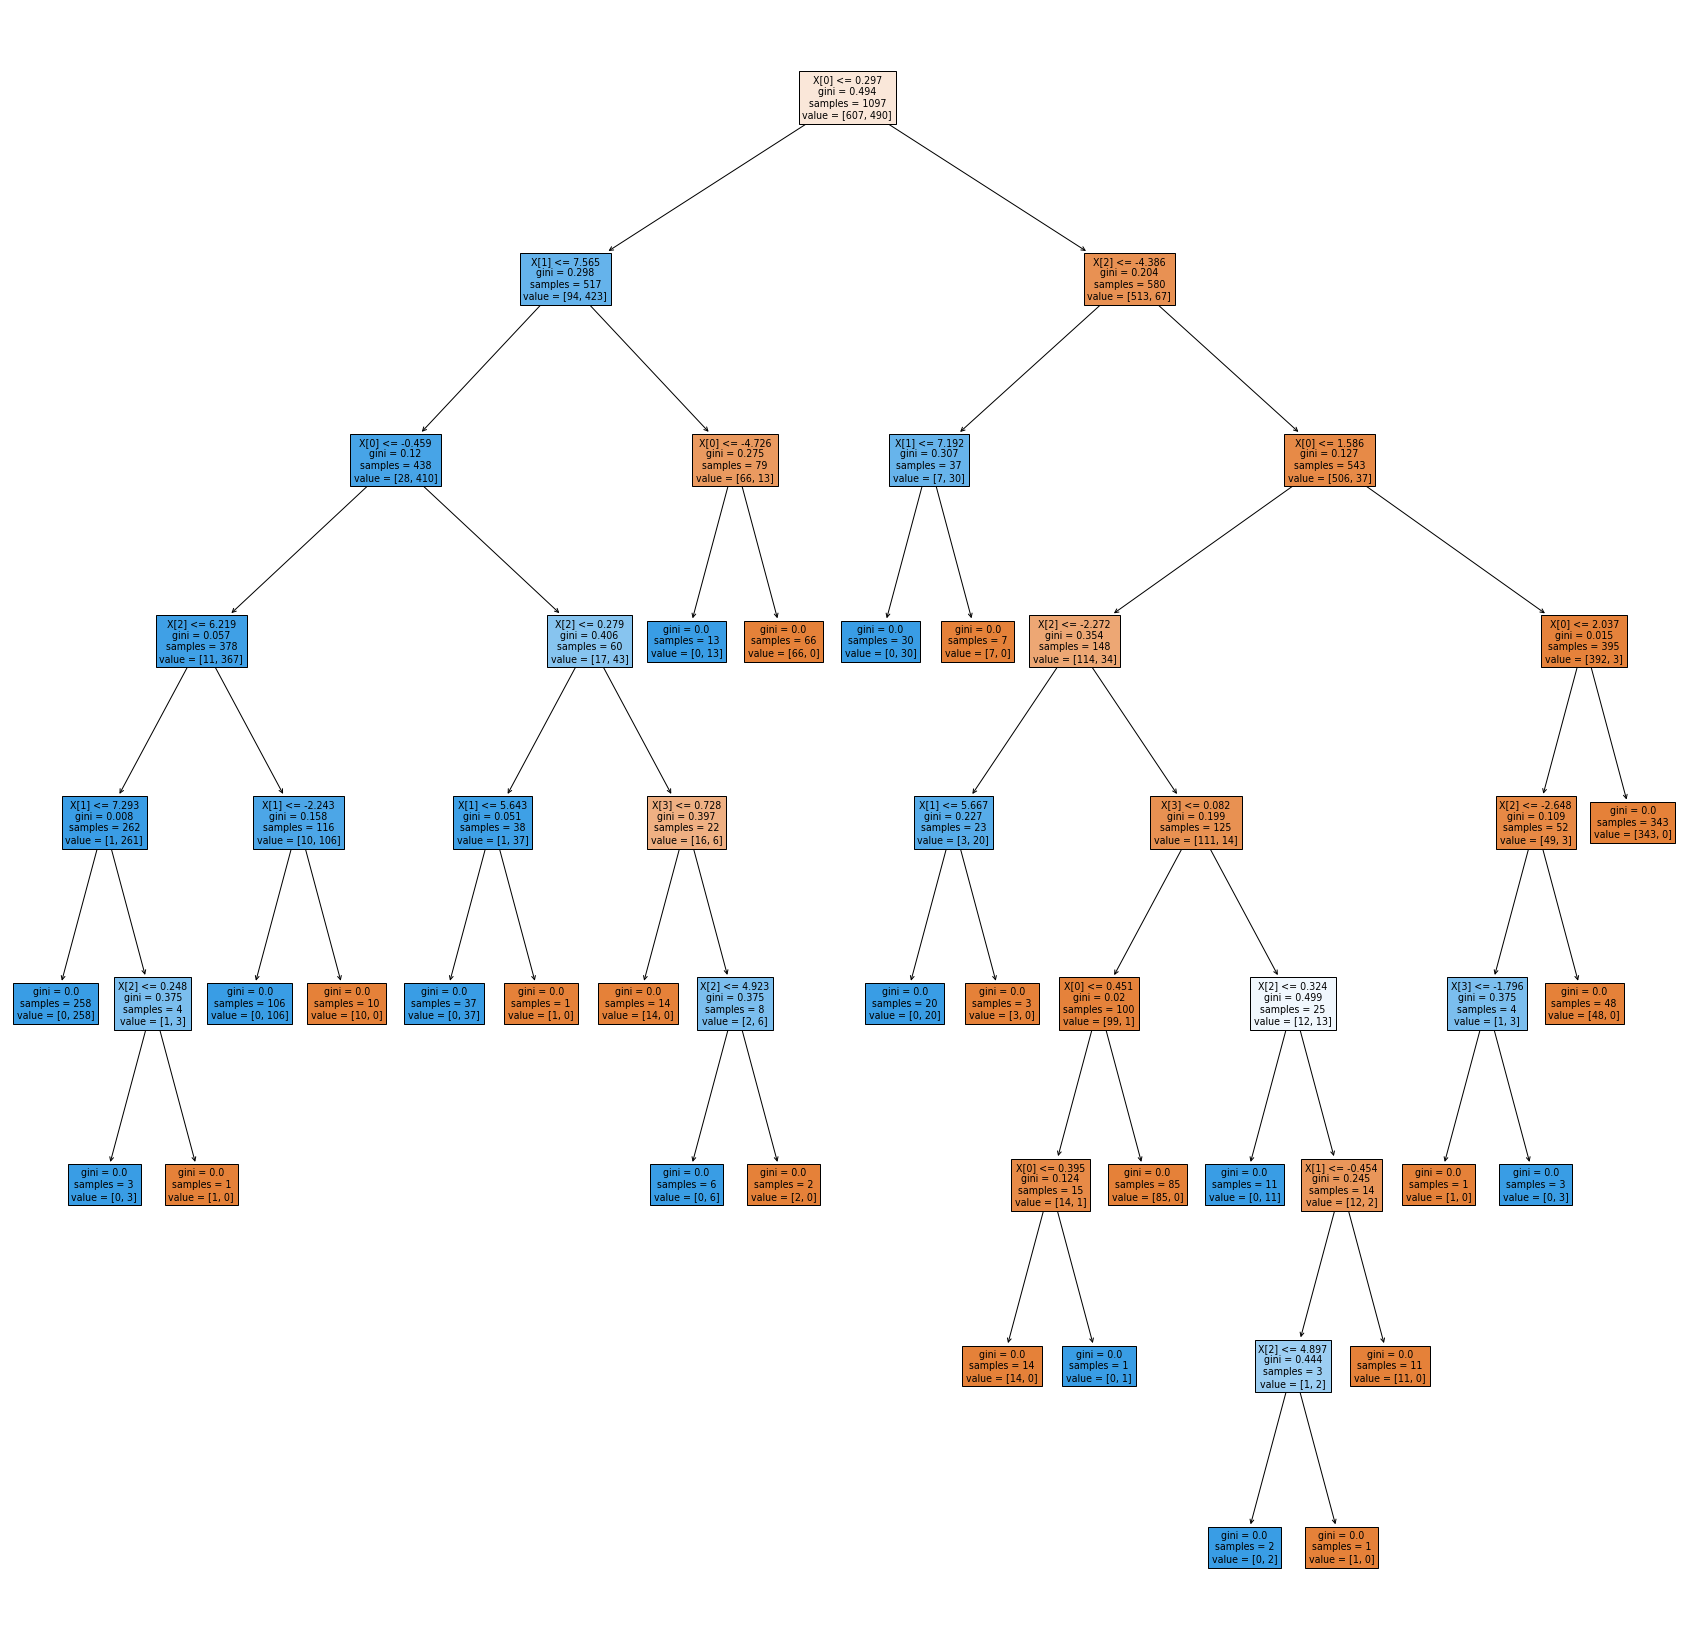 X[0] <= 0.297
gini = 0.494
samples = 1097
value = [607, 490]
X[1] <= 7.565
gini = 0.298
samples = 517
value = [94, 423]
X[2] <= -4.386
gini = 0.204
samples = 580
value = [513, 67]
X[0] <= -0.459
gini = 0.12
samples = 438
value = [28, 410]
X[0] <= -4.726
gini = 0.275
samples = 79
value = [66, 13]
X[1] <= 7.192
gini = 0.307
samples = 37
value = [7, 30]
X[0] <= 1.586
gini = 0.127
samples = 543
value = [506, 37]
X[2] <= 6.219
gini = 0.057
samples = 378
value = [11, 367]
X[2] <= 0.279
gini = 0.406
samples = 60
value = [17, 43]
gini = 0.0
samples = 13
value = [0, 13]
gini = 0.0
samples = 66
value = [66, 0]
gini = 0.0
samples = 30
value = [0, 30]
gini = 0.0
samples = 7
value = [7, 0]
X[2] <= -2.272
gini = 0.354
samples = 148
value = [114, 34]
X[0] <= 2.037
gini = 0.015
samples = 395
value = [392, 3]
X[1] <= 7.293
gini = 0.008
samples = 262
value = [1, 261]
X[1] <= -2.243
gini = 0.158
samples = 116
value = [10, 106]
X[1] <= 5.643
gini = 0.051
samples = 38
value = [1, 37]
X[3] <= 0.728
gini = 0.397
samples = 22
value = [16, 6]
X[1] <= 5.667
gini = 0.227
samples = 23
value = [3, 20]
X[3] <= 0.082
gini = 0.199
samples = 125
value = [111, 14]
X[2] <= -2.648
gini = 0.109
samples = 52
value = [49, 3]
gini = 0.0
samples = 343
value = [343, 0]
gini = 0.0
samples = 258
value = [0, 258]
X[2] <= 0.248
gini = 0.375
samples = 4
value = [1, 3]
gini = 0.0
samples = 106
value = [0, 106]
gini = 0.0
samples = 10
value = [10, 0]
gini = 0.0
samples = 37
value = [0, 37]
gini = 0.0
samples = 1
value = [1, 0]
gini = 0.0
samples = 14
value = [14, 0]
X[2] <= 4.923
gini = 0.375
samples = 8
value = [2, 6]
gini = 0.0
samples = 20
value = [0, 20]
gini = 0.0
samples = 3
value = [3, 0]
X[0] <= 0.451
gini = 0.02
samples = 100
value = [99, 1]
X[2] <= 0.324
gini = 0.499
samples = 25
value = [12, 13]
X[3] <= -1.796
gini = 0.375
samples = 4
value = [1, 3]
gini = 0.0
samples = 48
value = [48, 0]
gini = 0.0
samples = 3
value = [0, 3]
gini = 0.0
samples = 1
value = [1, 0]
gini = 0.0
samples = 6
value = [0, 6]
gini = 0.0
samples = 2
value = [2, 0]
X[0] <= 0.395
gini = 0.124
samples = 15
value = [14, 1]
gini = 0.0
samples = 85
value = [85, 0]
gini = 0.0
samples = 11
value = [0, 11]
X[1] <= -0.454
gini = 0.245
samples = 14
value = [12, 2]
gini = 0.0
samples = 1
value = [1, 0]
gini = 0.0
samples = 3
value = [0, 3]
gini = 0.0
samples = 14
value = [14, 0]
gini = 0.0
samples = 1
value = [0, 1]
X[2] <= 4.897
gini = 0.444
samples = 3
value = [1, 2]
gini = 0.0
samples = 11
value = [11, 0]
gini = 0.0
samples = 2
value = [0, 2]
gini = 0.0
samples = 1
value = [1, 0]